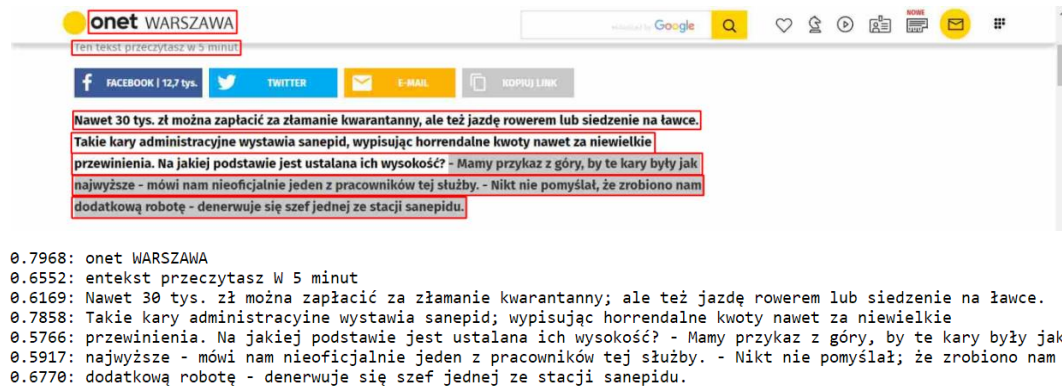 onet WARSZAWA
Google
NOWE
Ten tekst przeczytasz w 5 minut
FACEBOOK | 12,7 tys. TWITTER E-MAIL KOPIUJ LINK
Nawet 30 tys. zł można zapłacić za złamanie kwarantanny, ale też jazdę rowerem lub siedzenie na ławce.
Takie kary administracyjne wystawia sanepid, wypisując horrendalne kwoty nawet za niewielkie
przewinienia. Na jakiej podstawie jest ustalana ich wysokość? - Mamy przykaz z góry, by te kary były jak
najwyższe - mówi nam nieoficjalnie jeden z pracowników tej służby. - Nikt nie pomyślał, że zrobiono nam
dodatkową robotę - denerwuje się szef jednej ze stacji sanepidu.
0.7968: onet WARSZAWA
0.6552: entekst przeczytasz W 5 minut
0.6169: Nawet 30 tys. zł można zapłacić za złamanie kwarantanny; ale też jazdę rowerem lub siedzenie na ławce.
0.7858: Takie kary administracyine wystawia sanepid; wypisując horrendalne kwoty nawet za niewielkie
0.5766: przewinienia. Na jakiej podstawie jest ustalana ich wysokość? - Mamy przykaz z góry, by te kary były jak
0.5917: najwyższe - mówi nam nieoficjalnie jeden z pracowników tej służby. - Nikt nie pomyślał; że zrobiono nam
0.6770: dodatkową robotę - denerwuje się szef jednej ze stacji sanepidu.